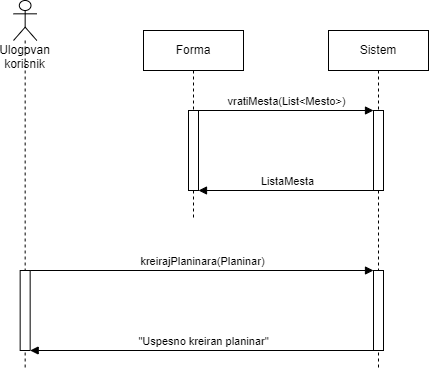 Ulogovan
korisnik
Forma
Sistem
vratiMesta(List<Mesto>)
ListaMesta
kreirajPlaninara(Planinar)
"Uspesno kreiran planinar"